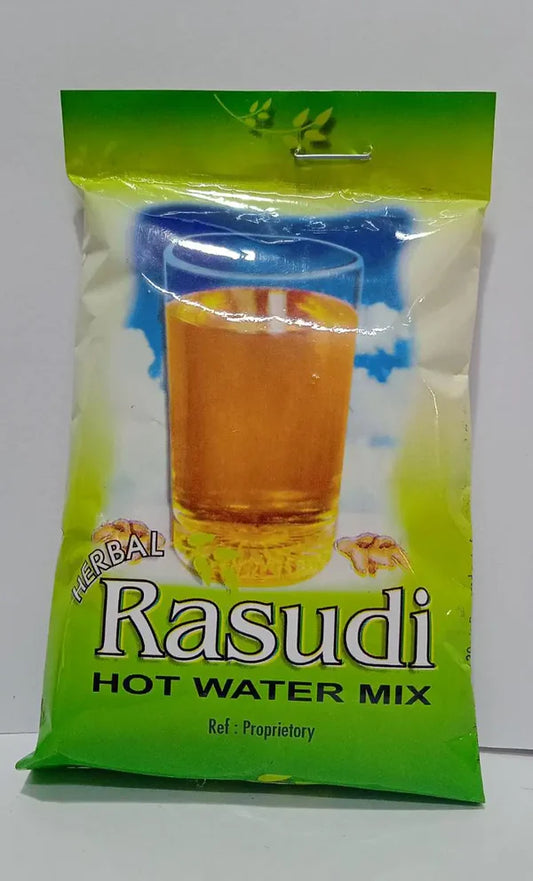 HERBAL
Rasudi
HOT WATER MIX
Ref : Proprietory